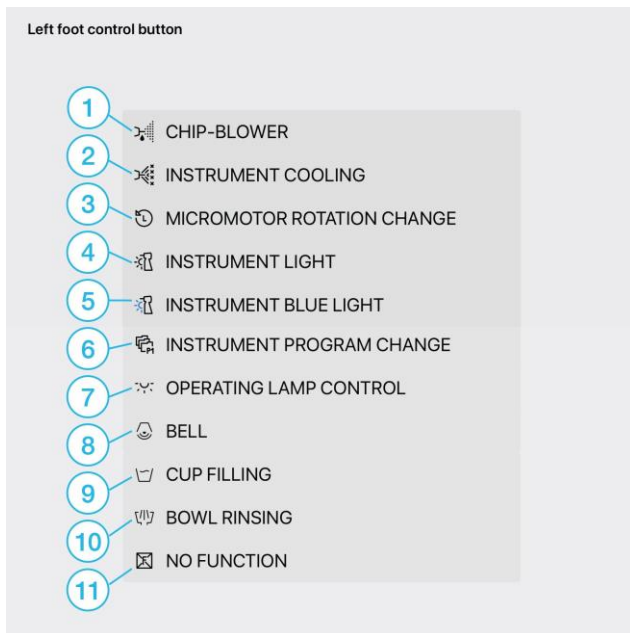 Left foot control button
1 CHIP-BLOWER
2 INSTRUMENT COOLING
3 MICROMOTOR ROTATION CHANGE
4 INSTRUMENT LIGHT
5 INSTRUMENT BLUE LIGHT
6 INSTRUMENT PROGRAM CHANGE
7 OPERATING LAMP CONTROL
8 BELL
9 CUP FILLING
10 BOWL RINSING
11 NO FUNCTION